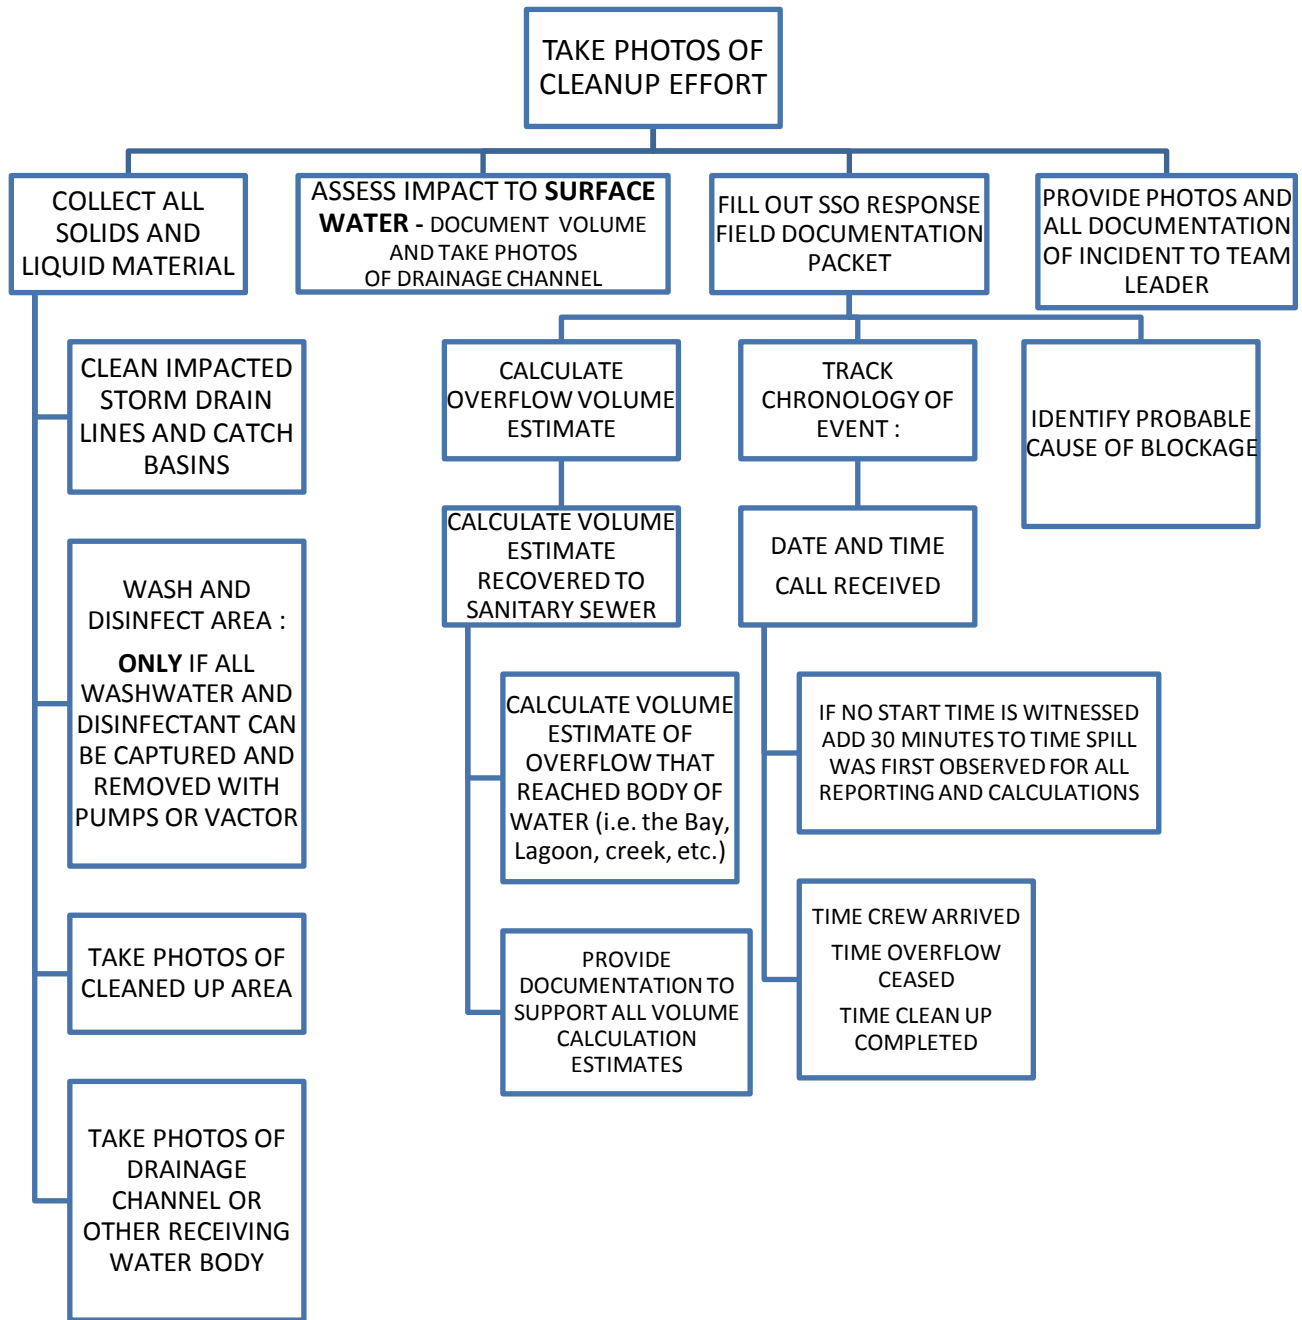 TAKE PHOTOS OF
CLEANUP EFFORT
COLLECT ALL
SOLIDS AND
LIQUID MATERIAL
ASSESS IMPACT TO SURFACE
WATER - DOCUMENT VOLUME
AND TAKE PHOTOS
OF DRAINAGE CHANNEL
FILL OUT SSO RESPONSE
FIELD DOCUMENTATION
PACKET
PROVIDE PHOTOS AND
ALL DOCUMENTATION
OF INCIDENT TO TEAM
LEADER
CLEAN IMPACTED
STORM DRAIN
LINES AND CATCH
BASINS
WASH AND
DISINFECT AREA :
ONLY IF ALL
WASHWATER AND
DISINFECTANT CAN
BE CAPTURED AND
REMOVED WITH
PUMPS OR VACTOR
TAKE PHOTOS OF
CLEANED UP AREA
TAKE PHOTOS OF
DRAINAGE
CHANNEL OR
OTHER RECEIVING
WATER BODY
CALCULATE
OVERFLOW VOLUME
ESTIMATE
CALCULATE VOLUME
ESTIMATE
RECOVERED TO
SANITARY SEWER
CALCULATE VOLUME
ESTIMATE OF
OVERFLOW THAT
REACHED BODY OF
WATER (i.e. the Bay,
Lagoon, creek, etc.)
PROVIDE
DOCUMENTATION TO
SUPPORT ALL VOLUME
CALCULATION
ESTIMATES
TRACK
CHRONOLOGY OF
EVENT :
DATE AND TIME
CALL RECEIVED
IF NO START TIME IS WITNESSED
ADD 30 MINUTES TO TIME SPILL
WAS FIRST OBSERVED FOR ALL
REPORTING AND CALCULATIONS
TIME CREW ARRIVED
TIME OVERFLOW
CEASED
TIME CLEAN UP
COMPLETED
IDENTIFY PROBABLE
CAUSE OF BLOCKAGE